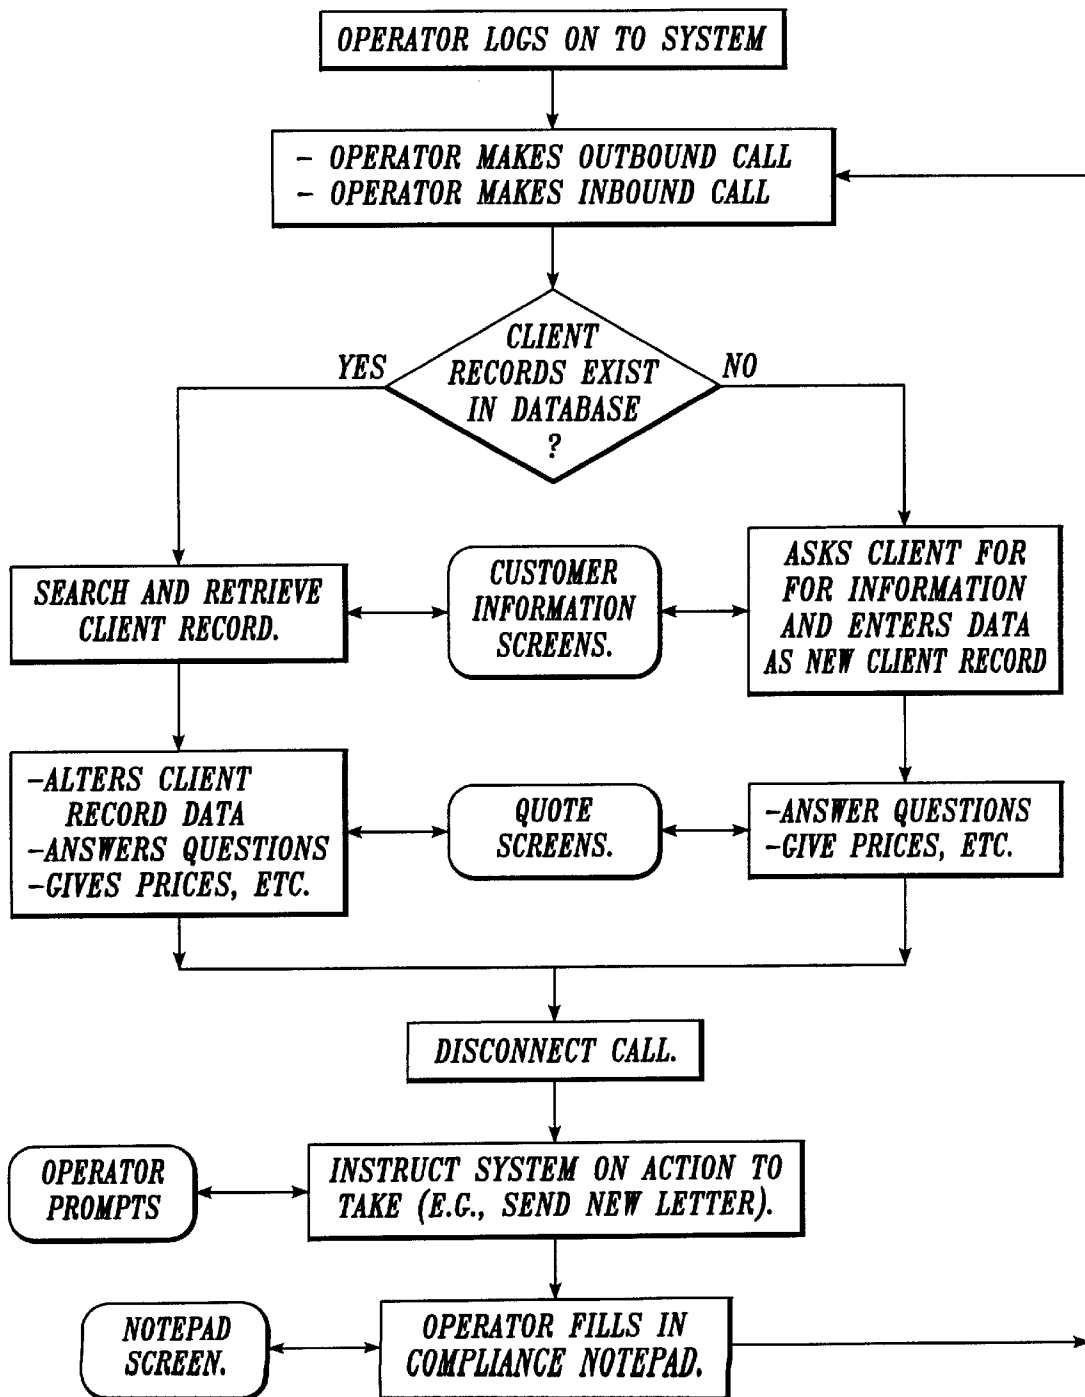 OPERATOR LOGS ON TO SYSTEM
- OPERATOR MAKES OUTBOUND CALL
- OPERATOR MAKES INBOUND CALL
CLIENT
RECORDS EXIST
IN DATABASE
?
YES
NO
SEARCH AND RETRIEVE
CLIENT RECORD.
CUSTOMER
INFORMATION
SCREENS.
ASKS CLIENT FOR
FOR INFORMATION
AND ENTERS DATA
AS NEW CLIENT RECORD
-ALTERS CLIENT
RECORD DATA
-ANSWERS QUESTIONS
-GIVES PRICES, ETC.
QUOTE
SCREENS.
-ANSWER QUESTIONS
-GIVE PRICES, ETC.
DISCONNECT CALL.
OPERATOR
PROMPTS
INSTRUCT SYSTEM ON ACTION TO
TAKE (E.G., SEND NEW LETTER).
NOTEPAD
SCREEN.
OPERATOR FILLS IN
COMPLIANCE NOTEPAD.